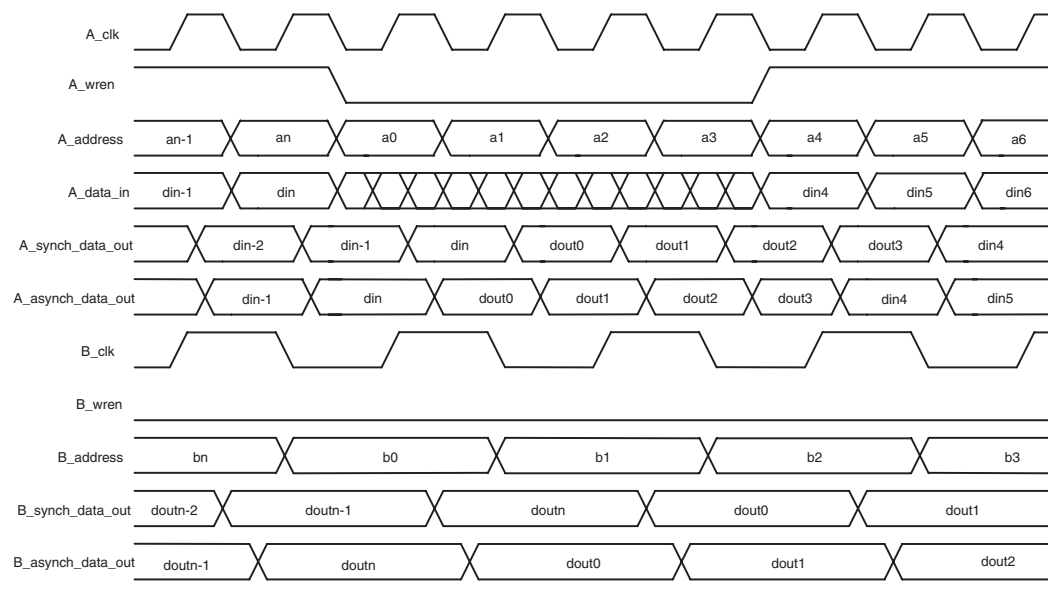 A_clk
A_wren
A_address an-1 an a0 a1 a2 a3 a4 a5 a6
A_data_in din-1 din din4 din5 din6
A_synch_data_out din-2 din-1 din dout0 dout1 dout2 dout3 din4
A_asynch_data_out din-1 din dout0 dout1 dout2 dout3 din4 din5
B_clk
B_wren
B_address bn b0 b1 b2 b3
B_synch_data_out doutn-2 doutn-1 doutn dout0 dout1
B_asynch_data_out doutn-1 doutn dout0 dout1 dout2